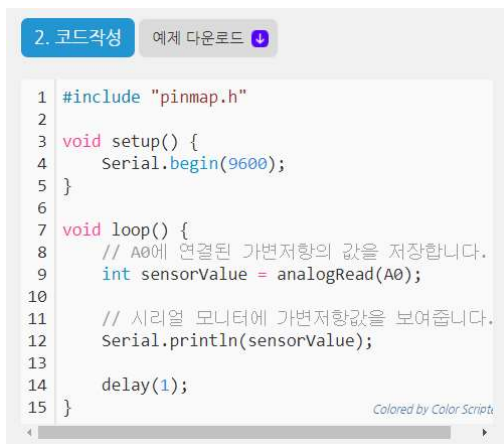 2. 코드작성 예제 다운로드
1 #include "pinmap.h"
2
3 void setup() {
4 Serial.begin(9600);
5 }
6
7 void loop() {
8 // A0에 연결된 가변저항의 값을 저장합니다.
9 int sensorValue = analogRead(A0);
10
11 // 시리얼 모니터에 가변저항값을 보여줍니다.
12 Serial.println(sensorValue);
13
14 delay(1);
15 }
Colored by Color